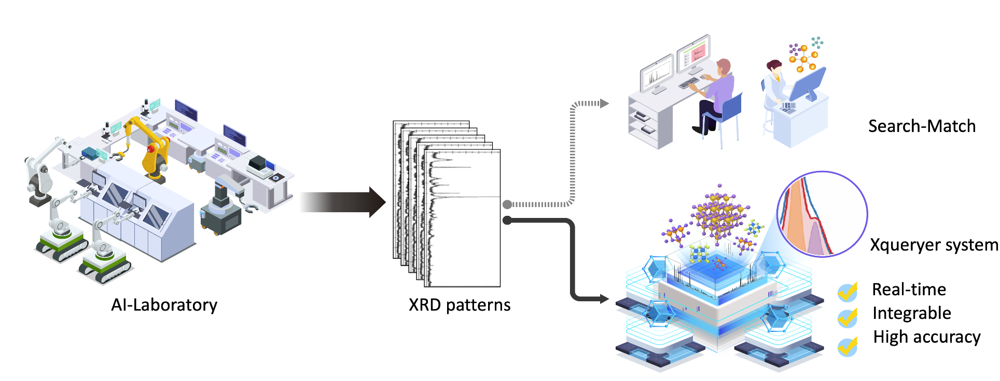 AI-Laboratory
XRD patterns
Search-Match
Xqueryer system
Real-time
Integrable
High accuracy